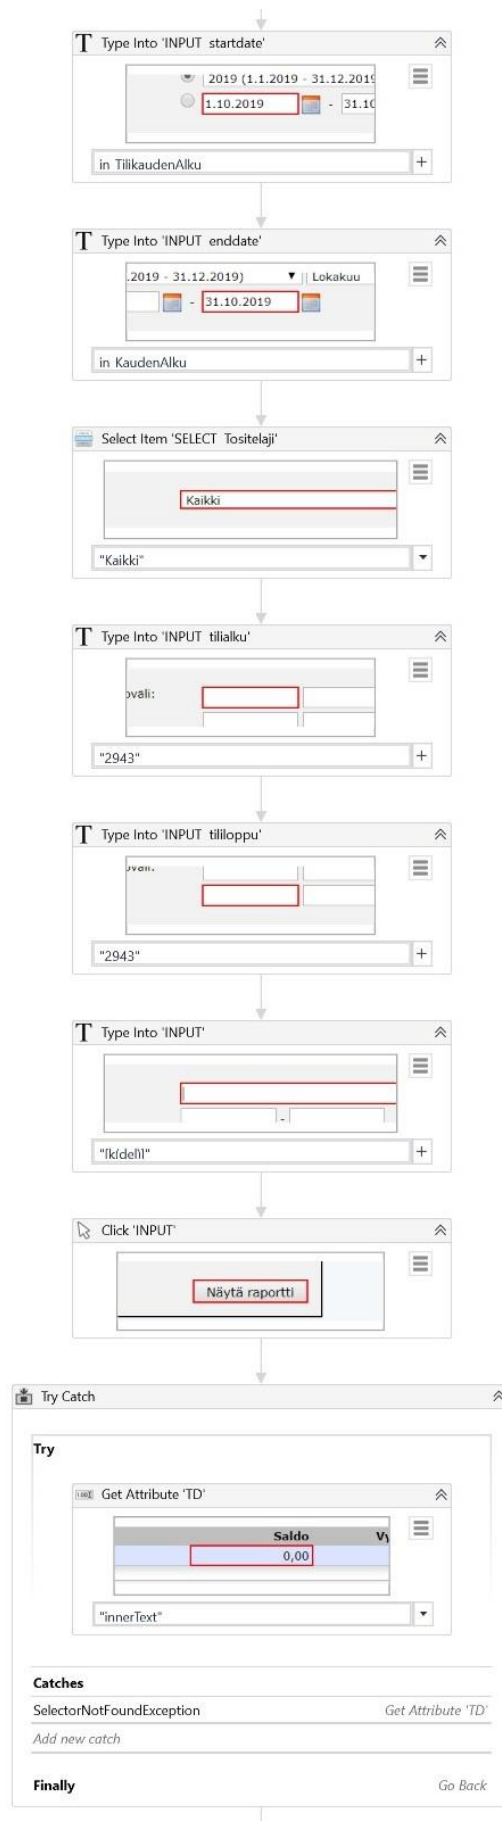 T Type Into 'INPUT startdate'
2019 (1.1.2019 - 31.12.2019
1.10.2019 - 31.10
in TilikaudenAlku +
T Type Into 'INPUT enddate'
.2019 - 31.12.2019) Lokakuu
- 31.10.2019
in KaudenAlku +
Select Item 'SELECT Tositelaji'
Kaikki
"Kaikki"
T Type Into 'INPUT tilialku'
oväli:
"2943" +
T Type Into 'INPUT tililoppu'
oväli:
"2943" +
T Type Into 'INPUT'
-
"[k(del)]" +
Click 'INPUT'
Näytä raportti
Try Catch
Try
Get Attribute 'TD'
Saldo Vy
0,00
"innerText"
Catches
SelectorNotFoundException Get Attribute 'TD'
Add new catch
Finally Go Back